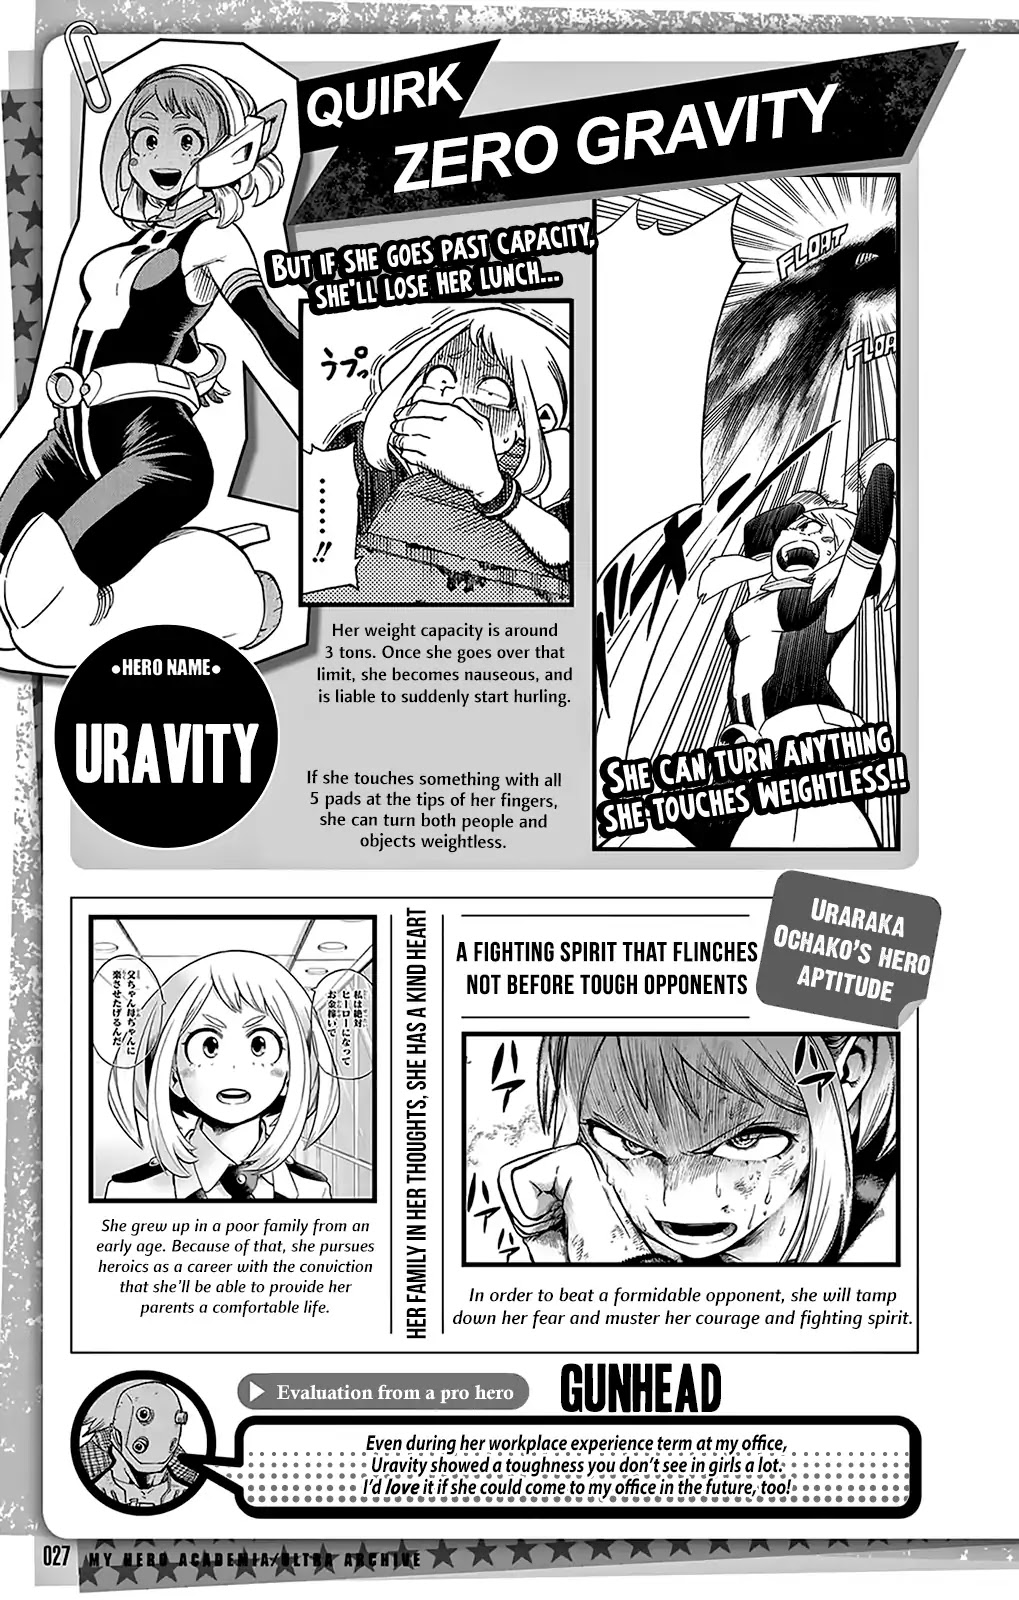 QUIRK
ZERO GRAVITY
BUT IF SHE GOES PAST CAPACITY,
SHE'LL LOSE HER LUNCH...
うプっ
・・・・・・!!
FLOAT
FLOA
Her weight capacity is around
3 tons. Once she goes over that
limit, she becomes nauseous, and
is liable to suddenly start hurling.
•HERO NAME•
URAVITY
If she touches something with all
5 pads at the tips of her fingers,
she can turn both people and
objects weightless.
SHE CAN TURN ANYTHING
SHE TOUCHES WEIGHTLESS!!
URARAKA
OCHAKO'S HERO
APTITUDE
私は絶対
ヒーローになって
お金稼いで
父ちゃん母ちゃんに
楽させたげるんだ
She grew up in a poor family from an
early age. Because of that, she pursues
heroics as a career with the conviction
that she'll be able to provide her
parents a comfortable life.
HER FAMILY IN HER THOUGHTS, SHE HAS A KIND HEART
A FIGHTING SPIRIT THAT FLINCHES
NOT BEFORE TOUGH OPPONENTS
In order to beat a formidable opponent, she will tamp
down her fear and muster her courage and fighting spirit.
Evaluation from a pro hero
GUNHEAD
Even during her workplace experience term at my office,
Uravity showed a toughness you don't see in girls a lot.
I'd love it if she could come to my office in the future, too!
027
MY HERO ACADEMIA/ULTRA ARCHIVE